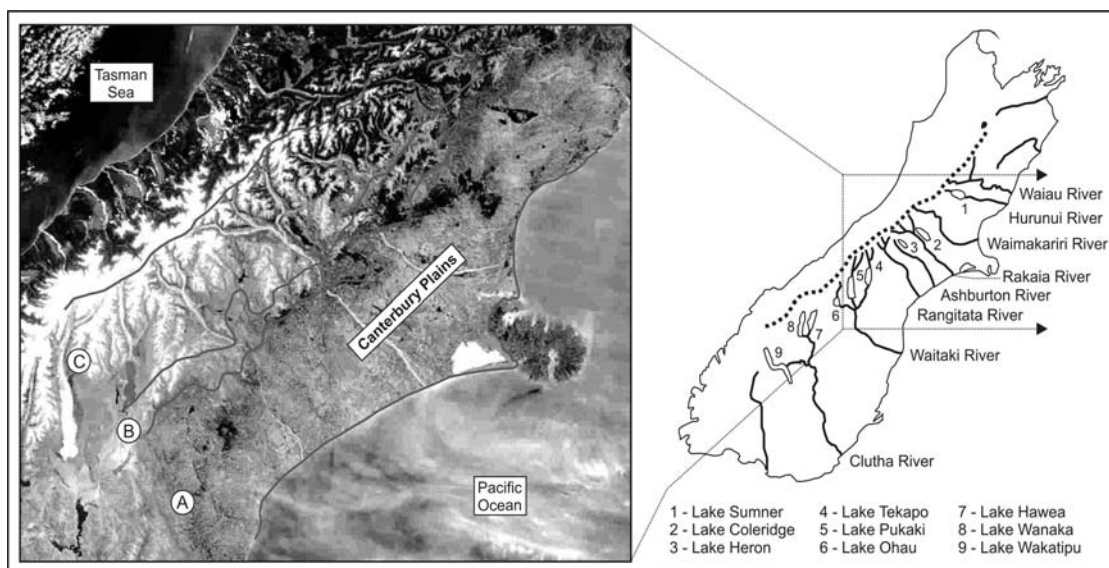 Tasman
Sea
Canterbury Plains
C
B
A
Pacific
Ocean
1
2
3
4
5
6
7
8
9
Waiau River
Hurunui River
Waimakariri River
Rakaia River
Ashburton River
Rangitata River
Waitaki River
Clutha River
1 - Lake Sumner 4 - Lake Tekapo 7 - Lake Hawea
2 - Lake Coleridge 5 - Lake Pukaki 8 - Lake Wanaka
3 - Lake Heron 6 - Lake Ohau 9 - Lake Wakatipu